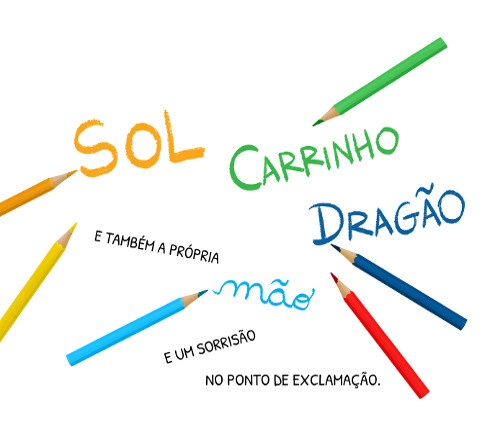 SOL
CARRINHO
DRAGÃO
E TAMBÉM A PRÓPRIA
mão
E UM SORRISÃO
NO PONTO DE EXCLAMAÇÃO.